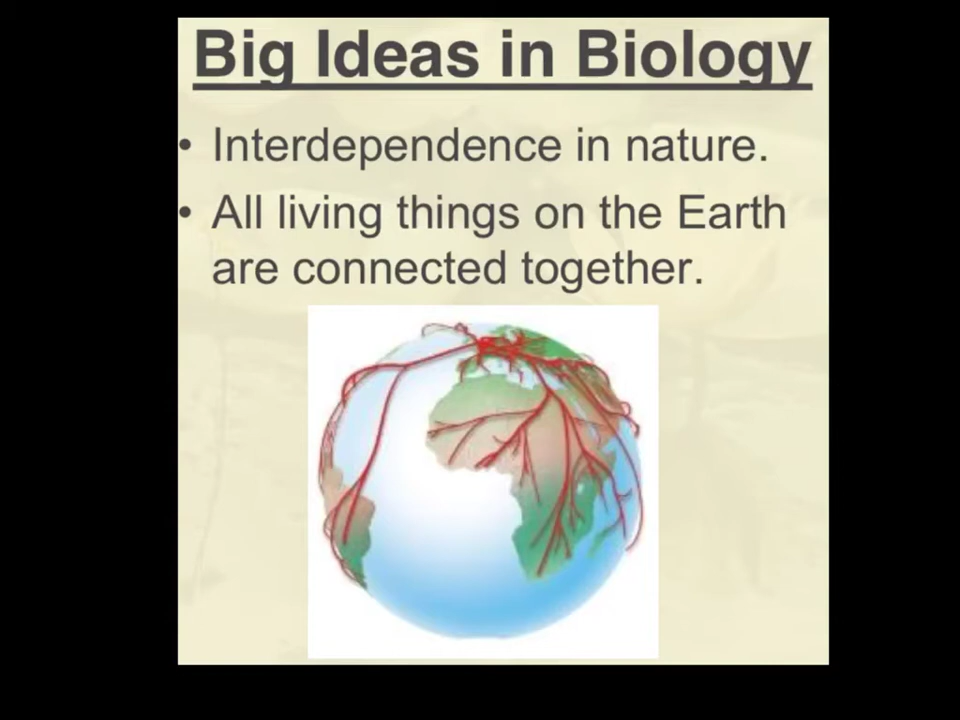 Big Ideas in Biology
• Interdependence in nature.
• All living things on the Earth
are connected together.